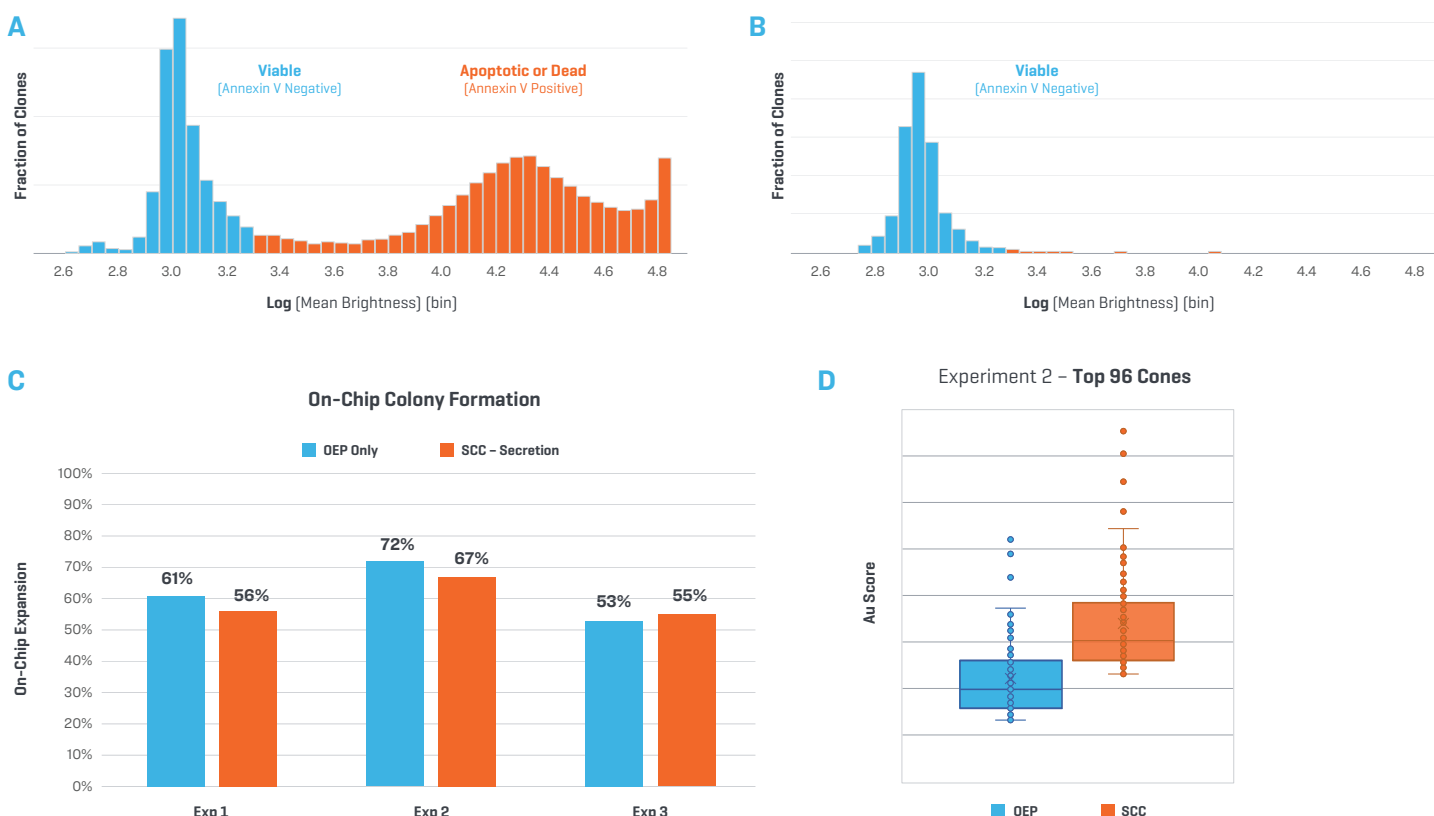 A
Viable
(Annexin V Negative)
Apoptotic or Dead
(Annexin V Positive)
Fraction of Clones
2.6 2.8 3.0 3.2 3.4 3.6 3.8 4.0 4.2 4.4 4.6 4.8
Log (Mean Brightness) (bin)
B
Viable
(Annexin V Negative)
Fraction of Clones
2.6 2.8 3.0 3.2 3.4 3.6 3.8 4.0 4.2 4.4 4.6 4.8
Log (Mean Brightness) (bin)
C
On-Chip Colony Formation
OEP Only SCC – Secretion
On-Chip Expansion
100%
90%
80%
70%
60%
50%
40%
30%
20%
10%
0%
61% 56% 72% 67% 53% 55%
Exp 1 Exp 2 Exp 3
D
Experiment 2 – Top 96 Cones
Au Score
OEP SCC